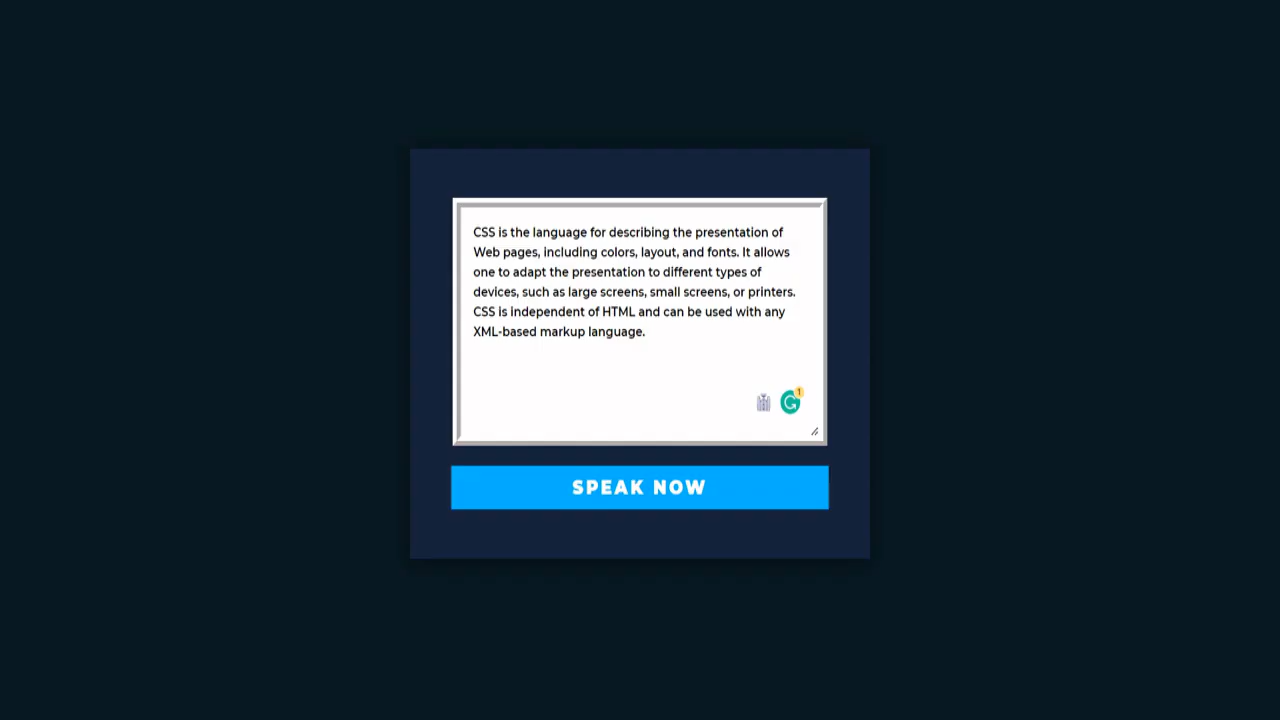 CSS is the language for describing the presentation of
Web pages, including colors, layout, and fonts. It allows
one to adapt the presentation to different types of
devices, such as large screens, small screens, or printers.
CSS is independent of HTML and can be used with any
XML-based markup language.
1
SPEAK NOW